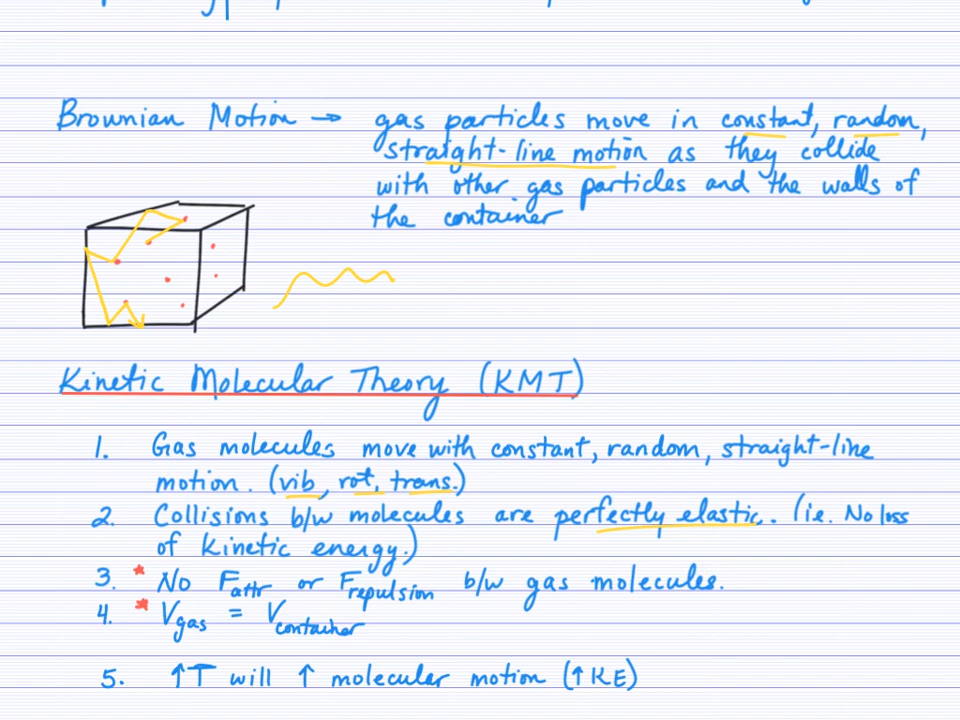 Brownian Motion → gas particles move in constant, random,
straight-line motion as they collide
with other gas particles and the walls of
the container
Kinetic Molecular Theory (KMT)
1. Gas molecules move with constant, random, straight-line
motion. (vib, rot, trans.)
2. Collisions b/w molecules are perfectly elastic. (ie. No loss
of kinetic energy.)
3. * No Fattr or Frepulsion b/w gas molecules.
4. * Vgas = Vcontainer
5. ↑T will ↑ molecular motion (↑KE)